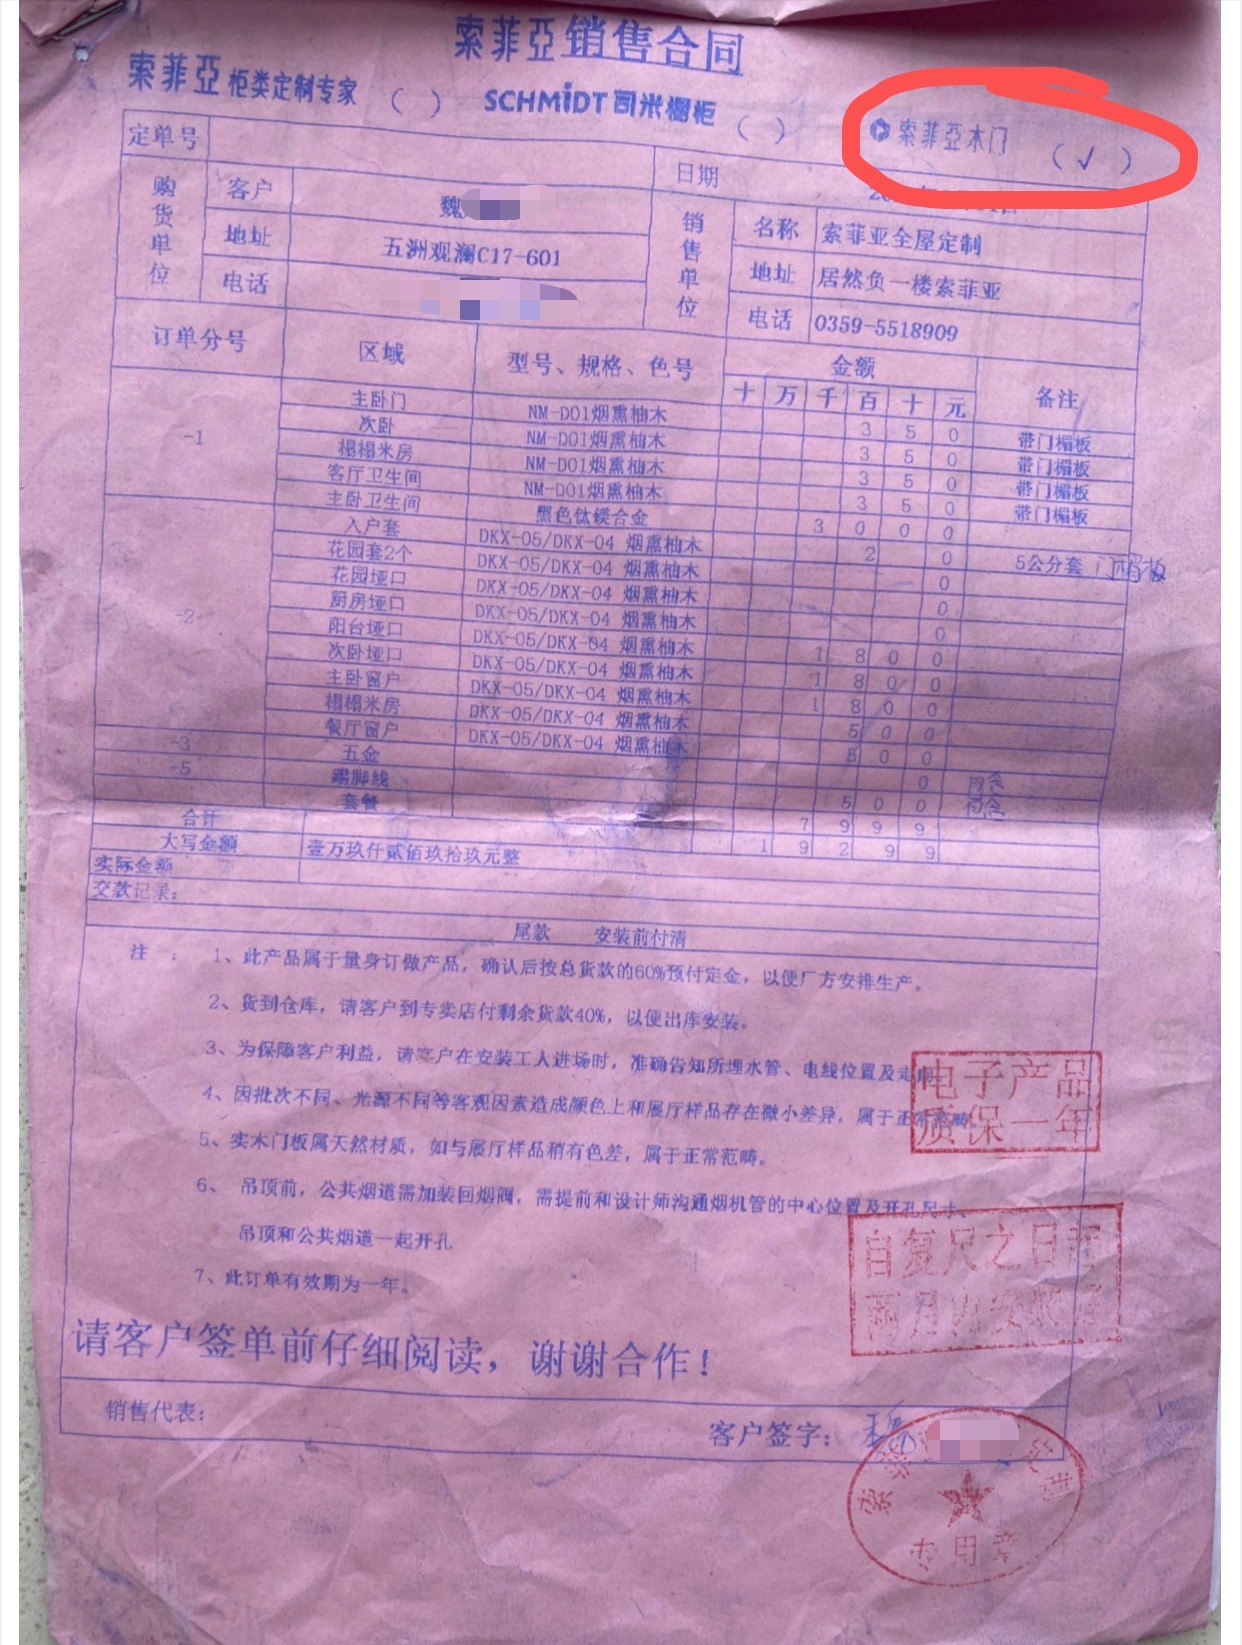 索菲亞销售合同
索菲亞 柜类定制专家 （ ） SCHMiDT 司米橱柜 （ ） 索菲亞木门 （ √ ）
定单号 日期
购货单位 客户 魏 销售单位 名称 索菲亚全屋定制
地址 五洲观澜C17-601 地址 居然负一楼索菲亚
电话 电话 0359-5518909
订单分号 区域 型号、规格、色号 金额 备注
十 万 千 百 十 元
-1 主卧门 NM-D01烟熏柚木 3 5 0 带门楣板
次卧 NM-D01烟熏柚木 3 5 0 带门楣板
榻榻米房 NM-D01烟熏柚木 3 5 0 带门楣板
客厅卫生间 NM-D01烟熏柚木 3 5 0 带门楣板
主卧卫生间 黑色钛镁合金 3 0 0 0
-2 入户套 DKX-05/DKX-04 烟熏柚木 2 0 5公分套 门楣板
花园套2个 DKX-05/DKX-04 烟熏柚木 0
花园垭口 DKX-05/DKX-04 烟熏柚木 0
厨房垭口 DKX-05/DKX-04 烟熏柚木 0
阳台垭口 DKX-05/DKX-04 烟熏柚木 1 8 0 0
次卧垭口 DKX-05/DKX-04 烟熏柚木 1 8 0 0
主卧窗户 DKX-05/DKX-04 烟熏柚木 1 8 0 0
榻榻米房 DKX-05/DKX-04 烟熏柚木 5 0 0
餐厅窗户 DKX-05/DKX-04 烟熏柚木 5 0 0
-3 五金 0
-5 踢脚线 5 0 0
套餐 7 9 9 9
合计 1 9 2 9 9
大写金额 壹万玖仟贰佰玖拾玖元整
实际金额
交款记录：
尾款 安装前付清
注 ： 1、此产品属于量身订做产品，确认后按总货款的60%预付定金，以便厂方安排生产。
2、货到仓库，请客户到专卖店付剩余货款40%，以便出库安装。
3、为保障客户利益，请客户在安装工人进场时，准确告知所埋水管、电线位置及走
4、因批次不同、光源不同等客观因素造成颜色上和展厅样品存在微小差异，属于正常范畴。
5、实木门板属天然材质，如与展厅样品稍有色差，属于正常范畴。
电子产品
质保一年
6、 吊顶前，公共烟道需加装回烟阀，需提前和设计师沟通烟机管的中心位置及开孔尺寸、
吊顶和公共烟道一起开孔
7、此订单有效期为一年。
自复尺之日起
两月内安装
请客户签单前仔细阅读，谢谢合作！
销售代表： 客户签字： 魏
索菲 定制
专用章